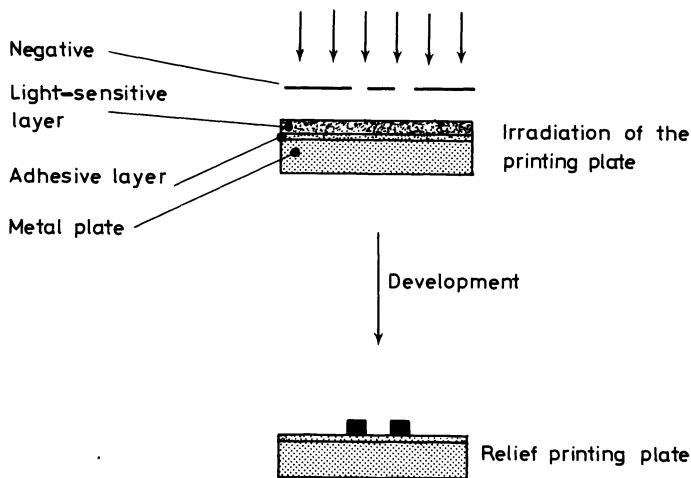 Negative
Light-sensitive
layer
Adhesive layer
Metal plate
Irradiation of the
printing plate
Development
Relief printing plate